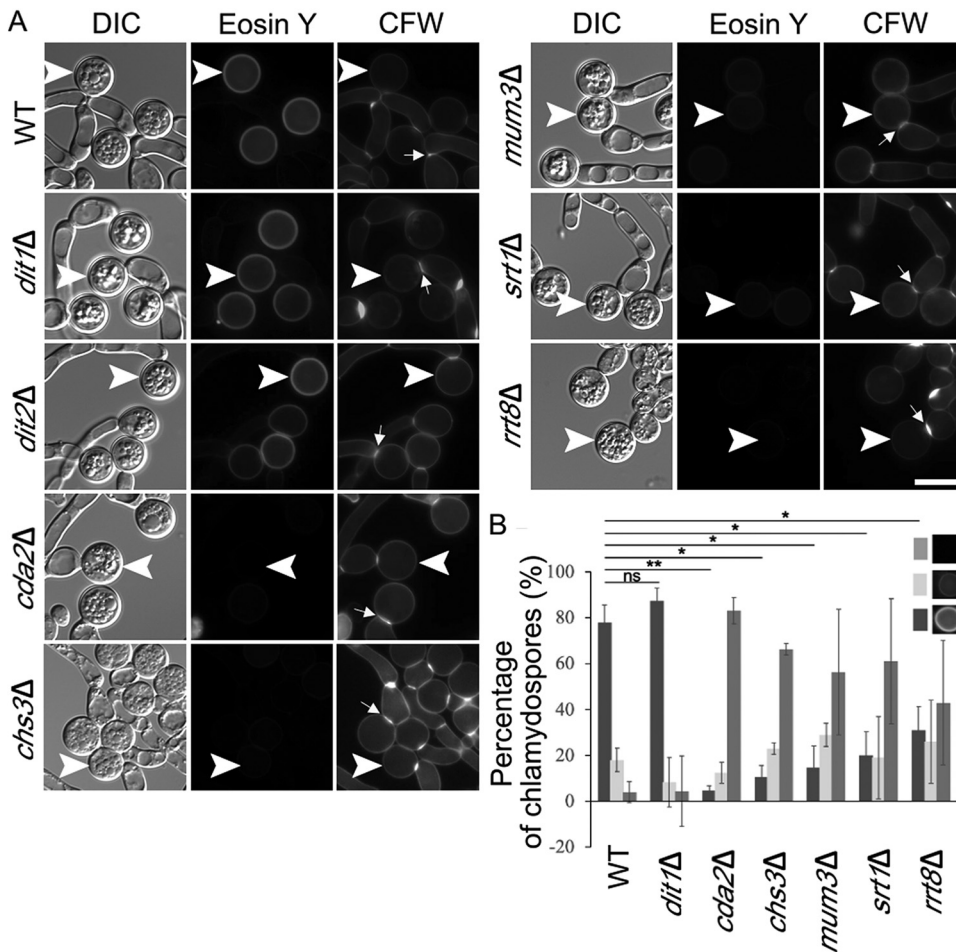 A
DIC
Eosin Y
CFW
WT
dit1Δ
dit2Δ
cda2Δ
chs3Δ
DIC
Eosin Y
CFW
mum3Δ
srt1Δ
rrt8Δ
B
*
*
*
*
**
ns
Percentage
of chlamydospores (%)
100
80
60
40
20
0
-20
WT
dit1Δ
cda2Δ
chs3Δ
mum3Δ
srt1Δ
rrt8Δ